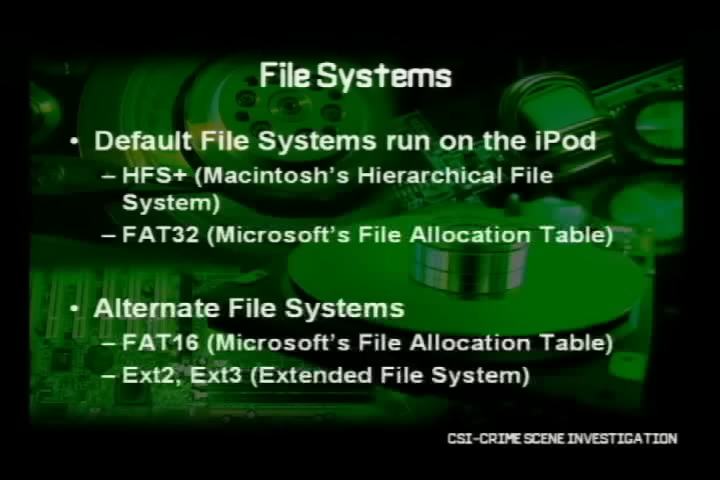 File Systems
• Default File Systems run on the iPod
– HFS+ (Macintosh's Hierarchical File
System)
– FAT32 (Microsoft's File Allocation Table)
• Alternate File Systems
– FAT16 (Microsoft's File Allocation Table)
– Ext2, Ext3 (Extended File System)
CSI-CRIME SCENE INVESTIGATION